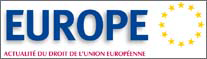 EUROPE
ACTUALITÉ DU DROIT DE L'UNION EUROPÉENNE